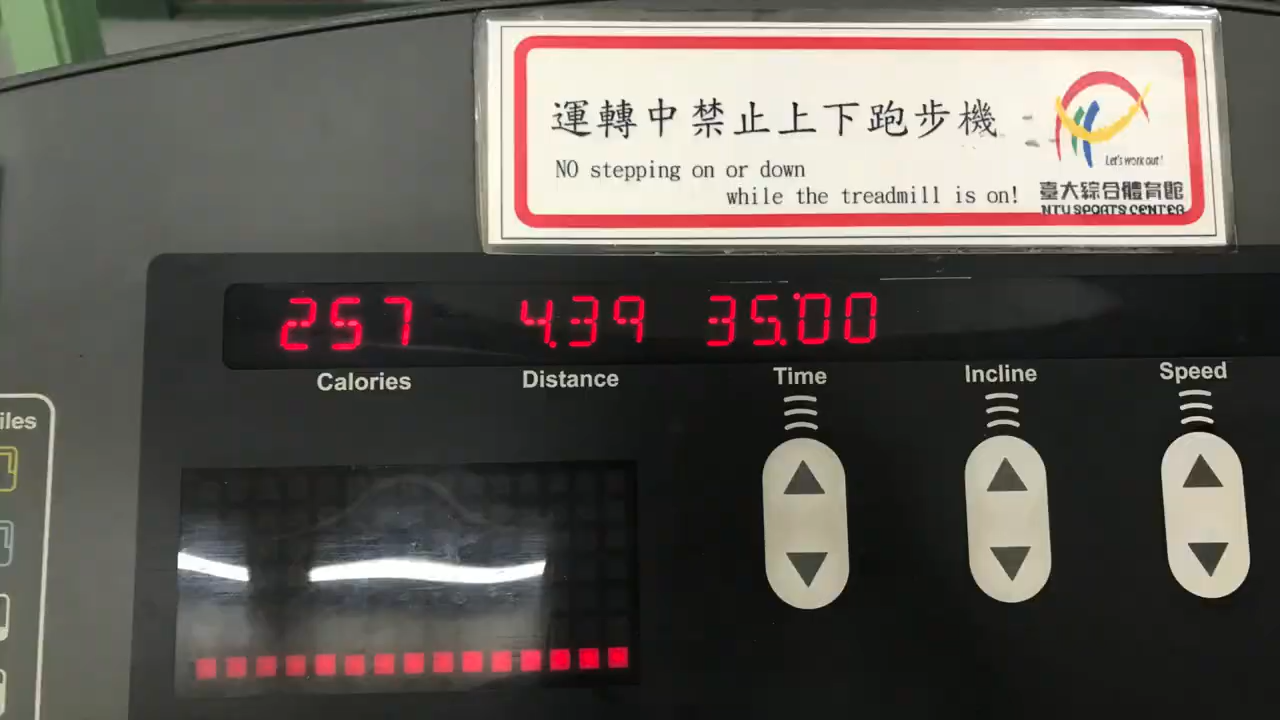 運轉中禁止上下跑步機
NO stepping on or down
while the treadmill is on!
Let's work out!
臺大綜合體育館
NTU SPORTS CENTER
257 4.39 35:00
Calories Distance Time Incline Speed
iles